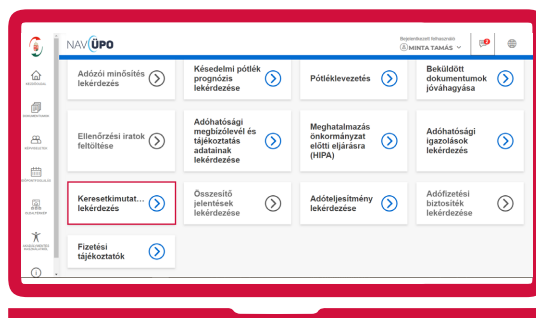 NAV ÜPO
Bejelentkezett felhasználó
MINTA TAMÁS
Adózói minősítés
lekérdezés
Késedelmi pótlék
prognózis
lekérdezése
Pótléklevezetés
Beküldött
dokumentumok
jóváhagyása
Ellenőrzési iratok
feltöltése
Adóhatósági
megbízólevél és
tájékoztatás
adatainak
lekérdezése
Meghatalmazás
önkormányzat
előtti eljárásra
(HIPA)
Adóhatósági
igazolások
lekérdezés
Keresetkimutat...
lekérdezés
Összesítő
jelentések
lekérdezése
Adóteljesítmény
lekérdezése
Adófizetési
biztosíték
lekérdezése
Fizetési
tájékoztatók